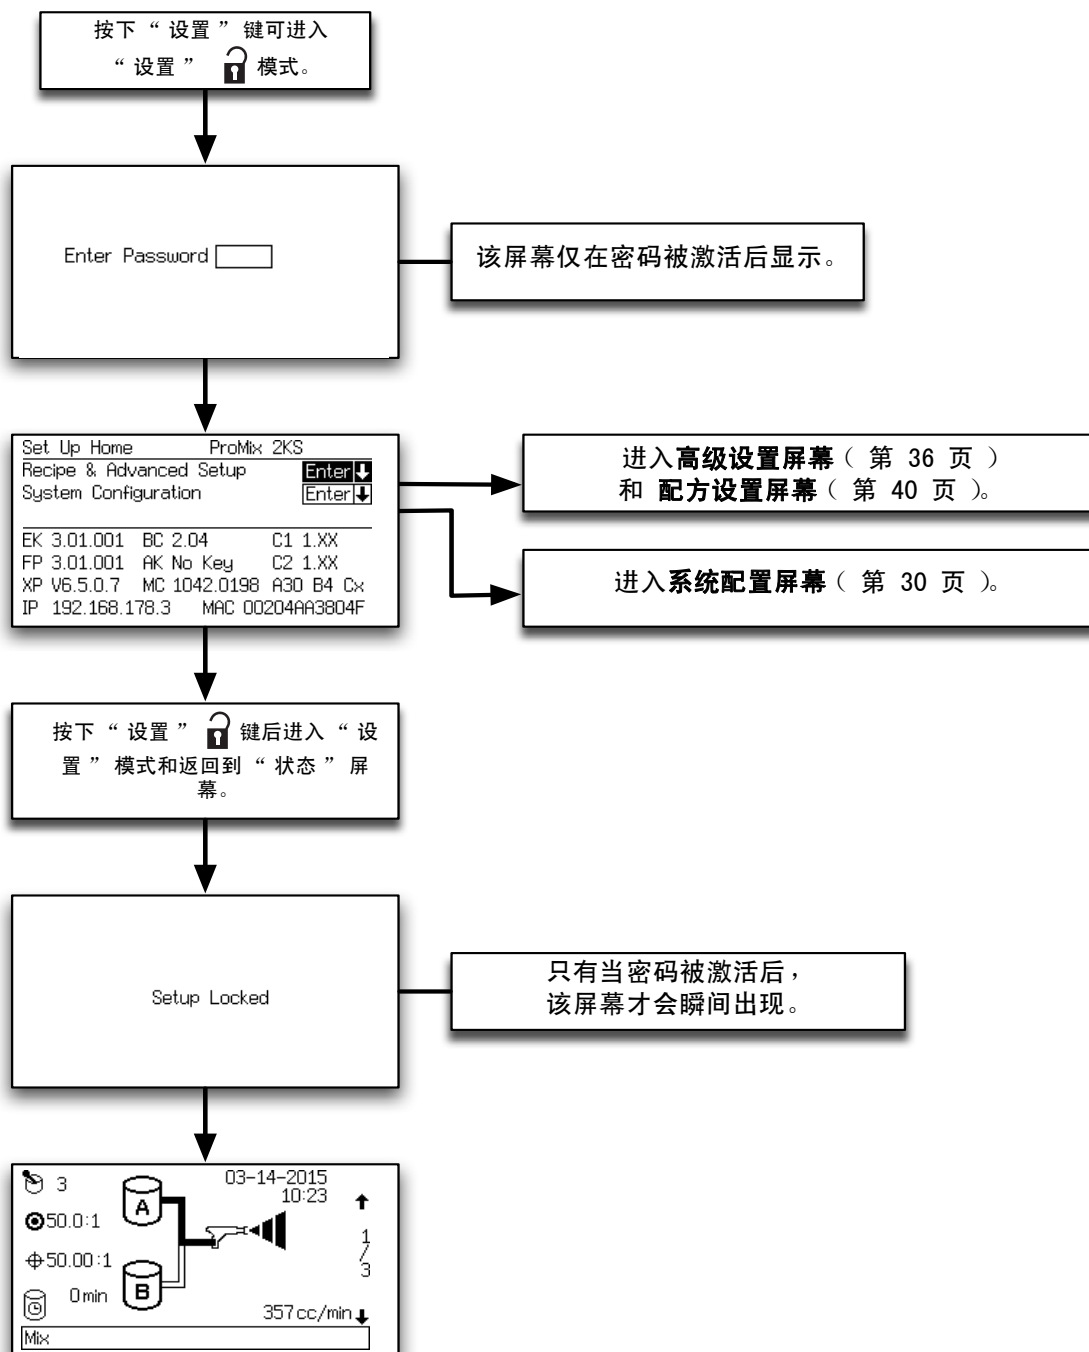 按下“设置”键可进入
“设置” 模式。
Enter Password
该屏幕仅在密码被激活后显示。
Set Up Home ProMix 2KS
Recipe & Advanced Setup Enter
System Configuration Enter
EK 3.01.001 BC 2.04 C1 1.XX
FP 3.01.001 AK No Key C2 1.XX
XP V6.5.0.7 MC 1042.0198 A30 B4 Cx
IP 192.168.178.3 MAC 00204AA3804F
进入高级设置屏幕（第 36 页）
和 配方设置屏幕（第 40 页）。
进入系统配置屏幕（第 30 页）。
按下“设置” 键后进入“设
置”模式和返回到“状态”屏
幕。
Setup Locked
只有当密码被激活后，
该屏幕才会瞬间出现。
3
03-14-2015
10:23
A
50.0:1
1
/
3
50.00:1
B
0min
357cc/min
Mix